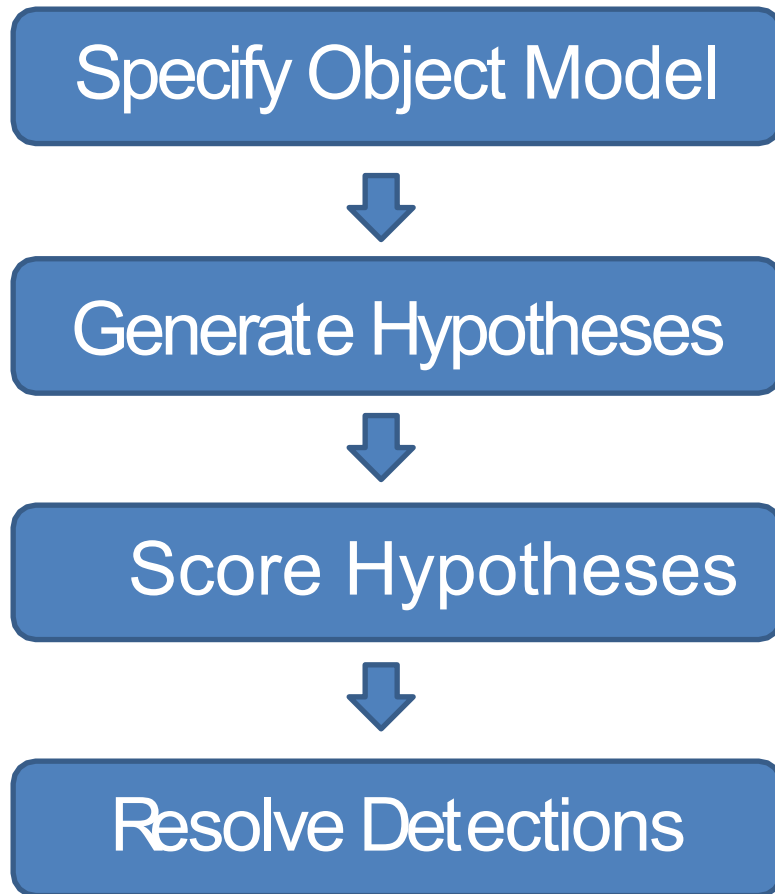 Specify Object Model
Generate Hypotheses
Score Hypotheses
Resolve Detections